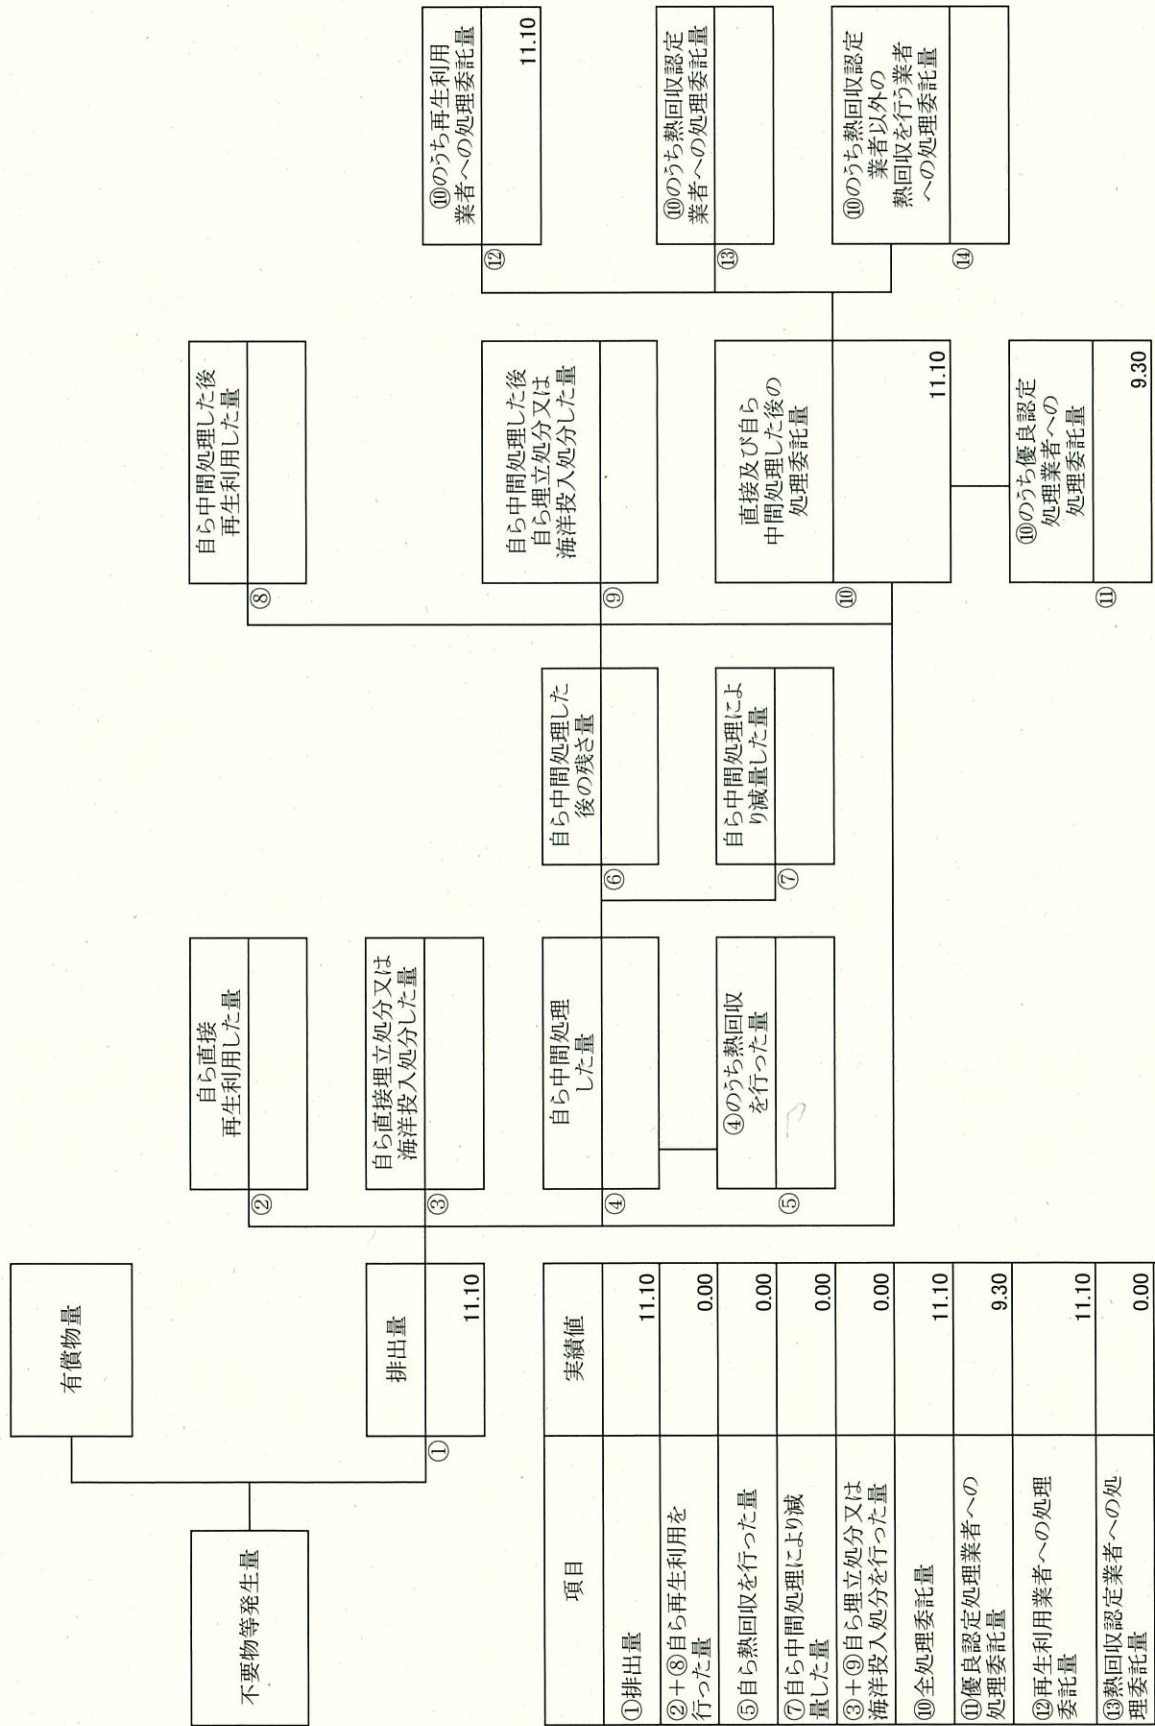 不要物等発生量
有償物量
排出量
①
11.10
自ら直接
再生利用した量
②
自ら直接埋立処分又は
海洋投入処分した量
③
自ら中間処理
した量
④
④のうち熱回収
を行った量
⑤
自ら中間処理した
後の残さ量
⑥
自ら中間処理によ
り減量した量
⑦
自ら中間処理した後
再生利用した量
⑧
自ら中間処理した後
自ら埋立処分又は
海洋投入処分した量
⑨
直接及び自ら
中間処理した後の
処理委託量
⑩
11.10
⑩のうち優良認定
処理業者への
処理委託量
⑪
9.30
⑩のうち再生利用
業者への処理委託量
⑫
11.10
⑩のうち熱回収認定
業者への処理委託量
⑬
⑩のうち熱回収認定
業者以外の
熱回収を行う業者
への処理委託量
⑭
項目 実績値
①排出量 11.10
②+⑧自ら再生利用を
行った量 0.00
⑤自ら熱回収を行った量 0.00
⑦自ら中間処理により減
量した量 0.00
③+⑨自ら埋立処分又は
海洋投入処分を行った量 0.00
⑩全処理委託量 11.10
⑪優良認定処理業者への
処理委託量 9.30
⑫再生利用業者への処理
委託量 11.10
⑬熱回収認定業者への処
理委託量 0.00